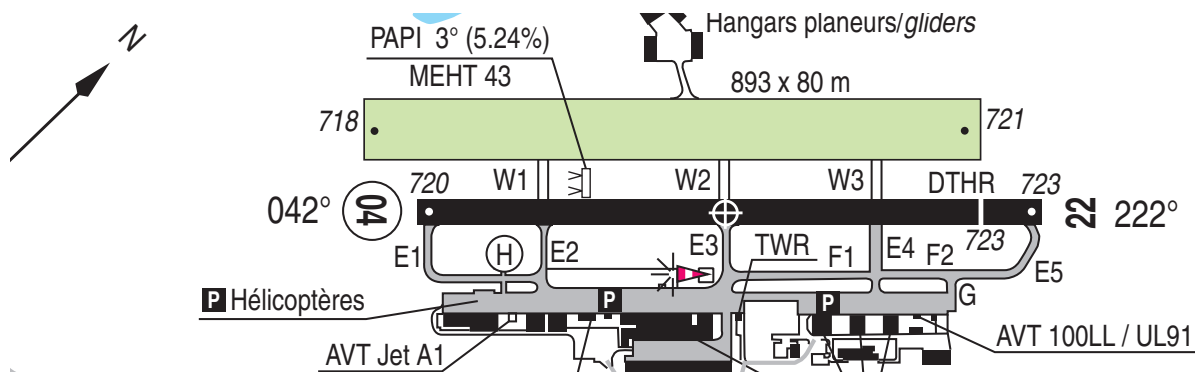 N
Hangars planeurs/gliders
PAPI 3° (5.24%)
MEHT 43
893 x 80 m
718
721
W1
W2
W3
DTHR
720
723
042°
04
22
222°
723
E1
H
E2
E3
TWR
F1
E4
F2
E5
P Hélicoptères
P
P
G
AVT Jet A1
AVT 100LL / UL91